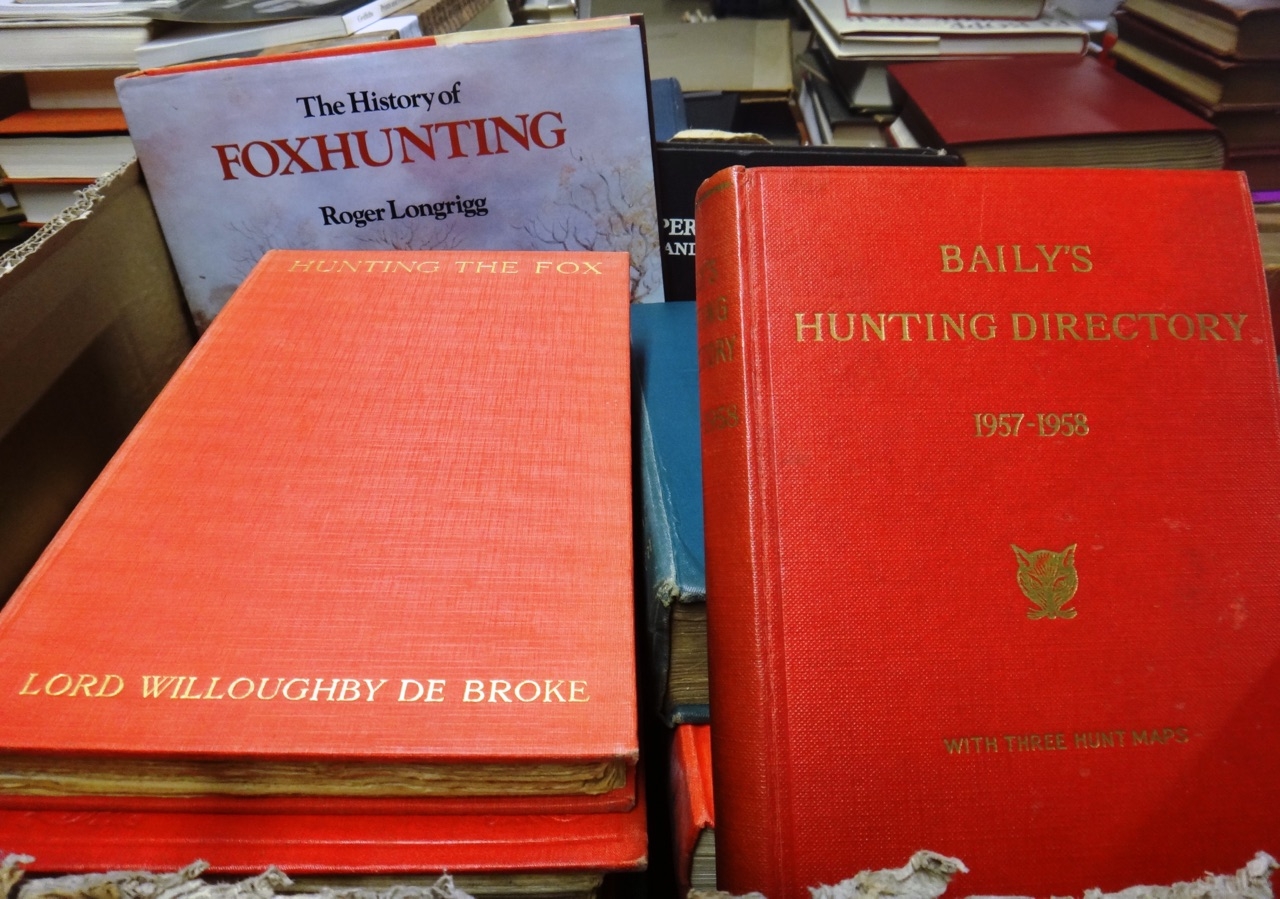 The History of
FOXHUNTING
Roger Longrigg
HUNTING THE FOX
LORD WILLOUGHBY DE BROKE
BAILY'S
HUNTING DIRECTORY
1957-1958
WITH THREE HUNT MAPS